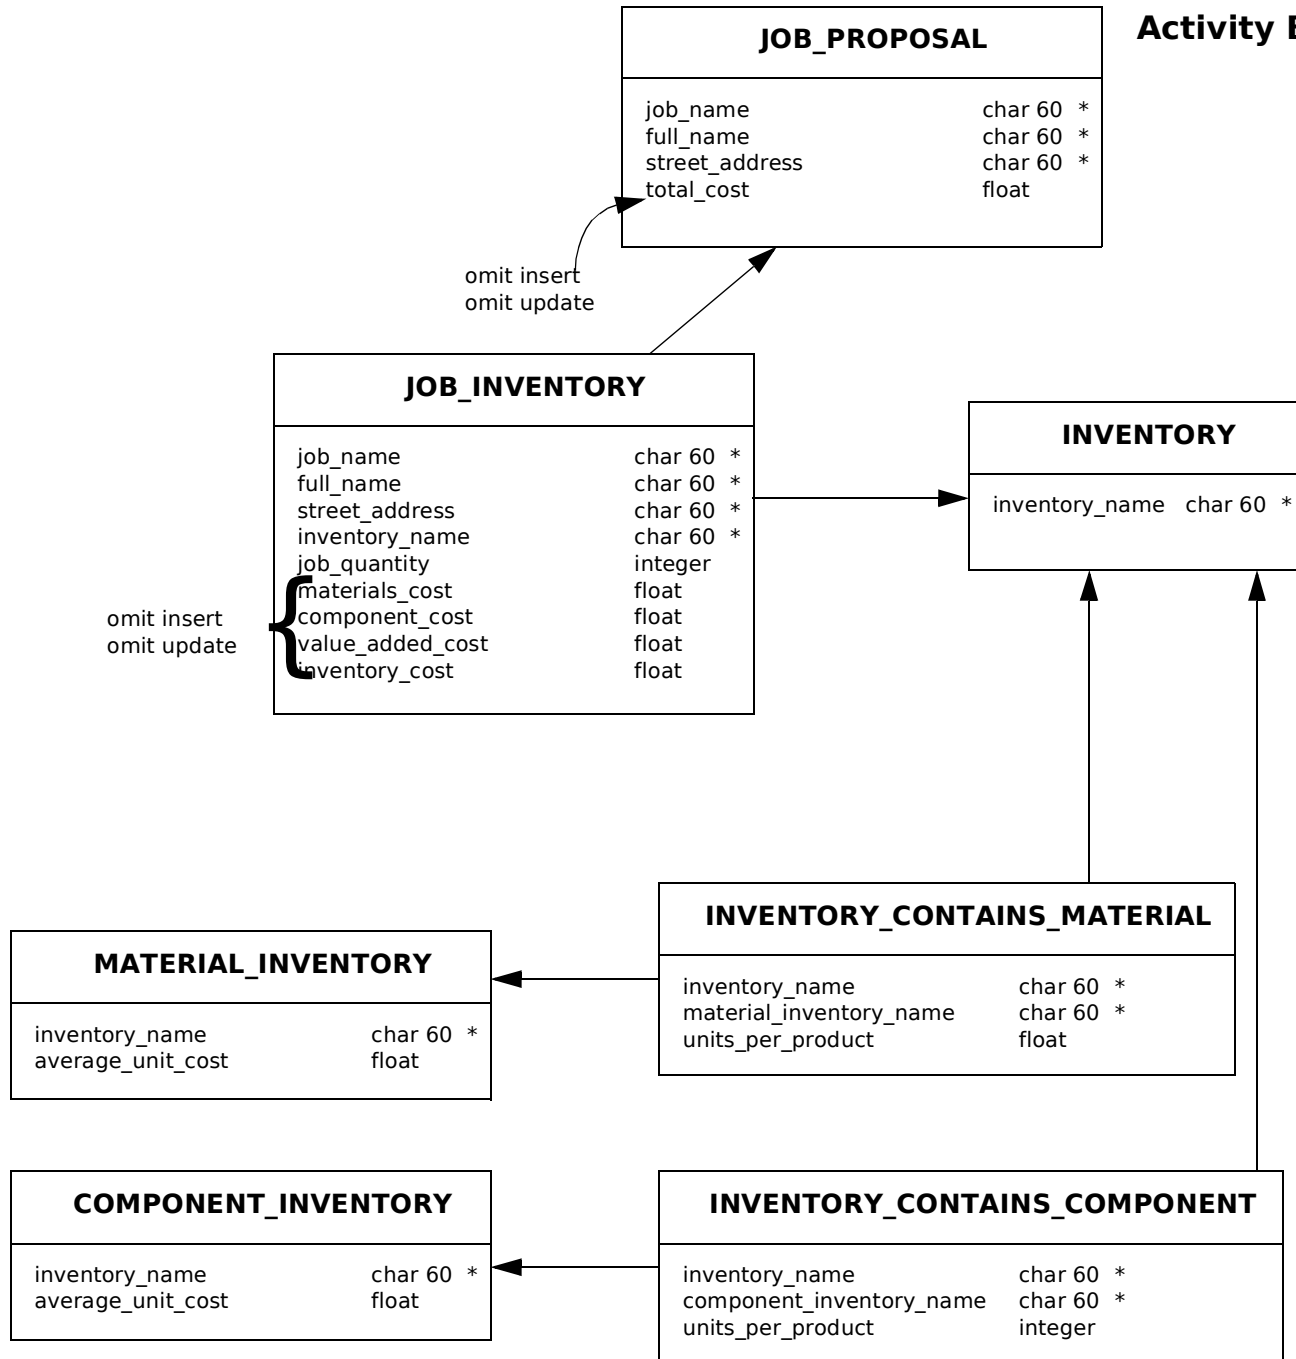 JOB_PROPOSAL
Activity
job_name char 60 *
full_name char 60 *
street_address char 60 *
total_cost float
omit insert
omit update
JOB_INVENTORY
job_name char 60 *
full_name char 60 *
street_address char 60 *
inventory_name char 60 *
job_quantity integer
materials_cost float
component_cost float
value_added_cost float
inventory_cost float
omit insert
omit update
INVENTORY
inventory_name char 60 *
INVENTORY_CONTAINS_MATERIAL
inventory_name char 60 *
material_inventory_name char 60 *
units_per_product float
MATERIAL_INVENTORY
inventory_name char 60 *
average_unit_cost float
COMPONENT_INVENTORY
inventory_name char 60 *
average_unit_cost float
INVENTORY_CONTAINS_COMPONENT
inventory_name char 60 *
component_inventory_name char 60 *
units_per_product integer